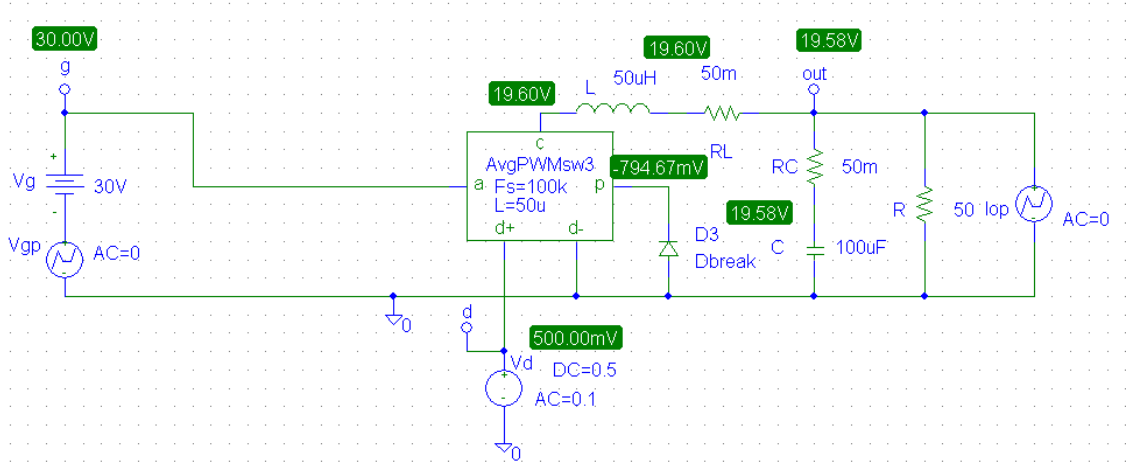 30.00V
g
Vg
30V
Vgp
AC=0
19.60V
L
50uH
19.60V
50m
RL
19.58V
out
c
AvgPWMsw3
a
Fs=100k
p
L=50u
d+
d-
-794.67mV
D3
Dbreak
RC
50m
19.58V
C
100uF
R
50
Iop
AC=0
0
d
500.00mV
Vd
DC=0.5
AC=0.1
0
+
-
+
-
+
-
+
-